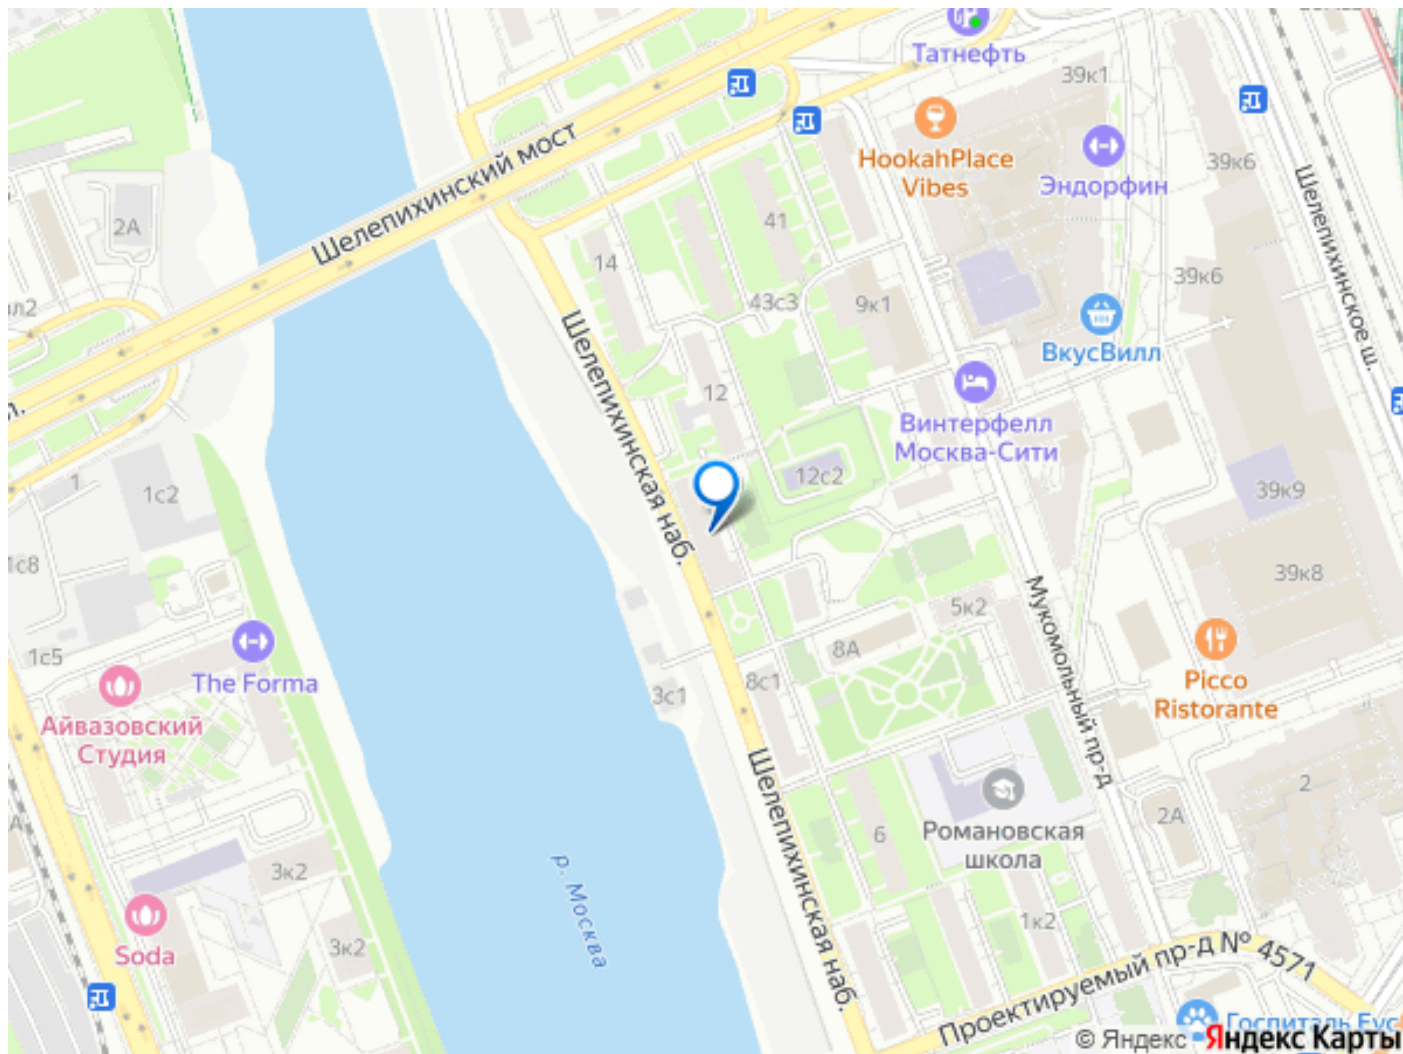 Татнефть
39к1
HookahPlace
Vibes
Эндорфин
39к6
Шелепихинский мост
2А
41
14
Шелепихинское ш.
39к6
43с3
9к1
ВкусВилл
Шелепихинская наб.
12
Винтерфелл
Москва-Сити
12с2
1
1с2
39к9
39к8
Мукомольный пр-д
5к2
8А
1с5
The Forma
8с1
3с1
Picco
Ristorante
Айвазовский
Студия
Шелепихинская наб.
2
2А
Романовская
школа
6
3к2
р. Москва
1к2
Soda
3к2
Проектируемый пр-д № 4571
Госпиталь
© Яндекс Яндекс Карты